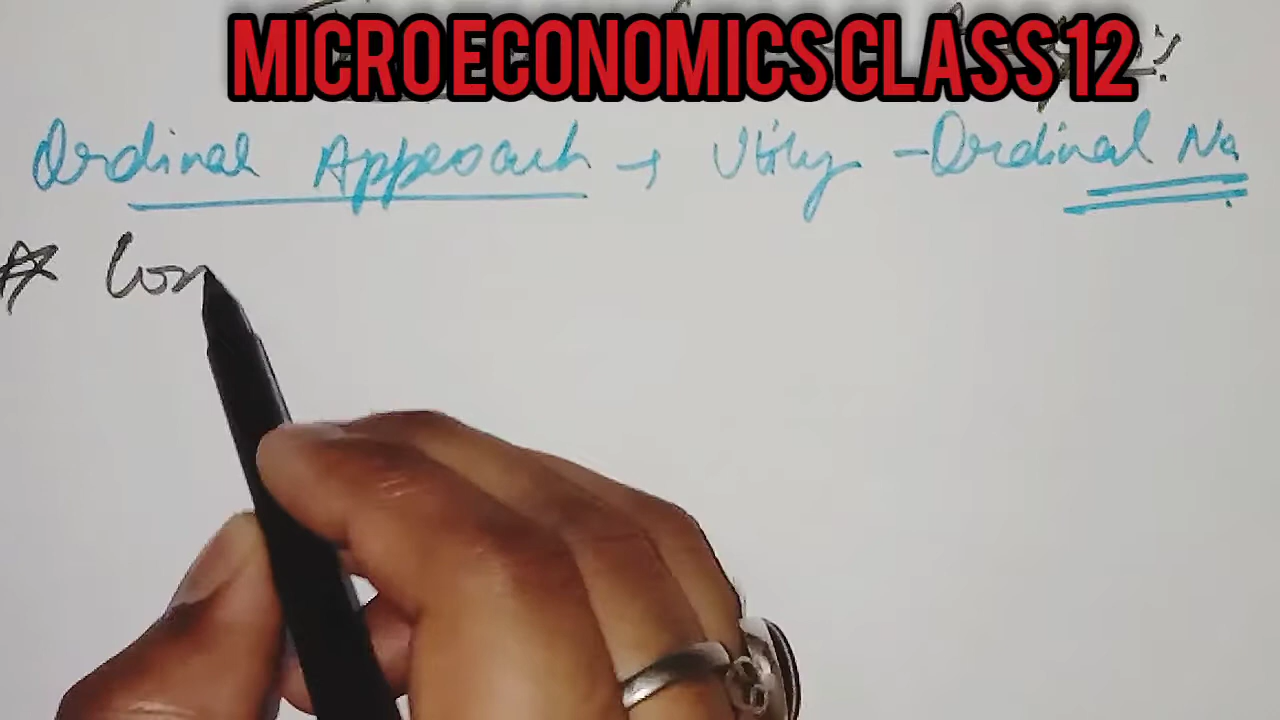 MICRO ECONOMICS CLASS 12
Ordinal Approach → Utility - Ordinal No
* Con